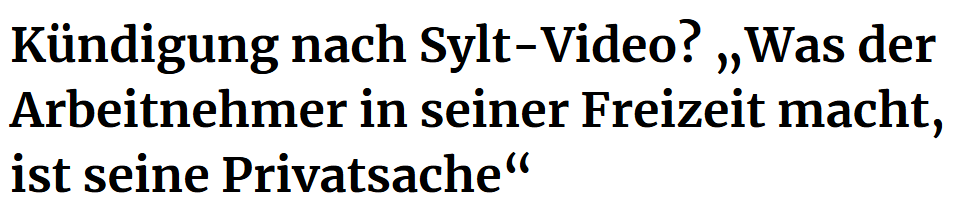 Kündigung nach Sylt-Video? „Was der
Arbeitnehmer in seiner Freizeit macht,
ist seine Privatsache“